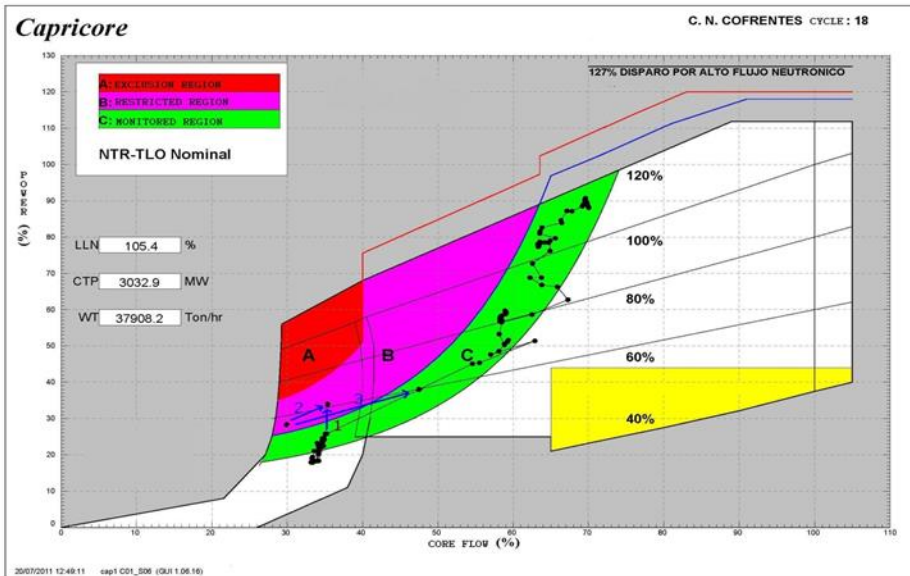 Capricore
C. N. COFRENTES CYCLE : 18
130
120
110
100
90
80
70
60
50
40
30
20
10
0
POWER
(%)
A: EXCLUSION REGION
B: RESTRICTED REGION
C: MONITORED REGION
NTR-TLO Nominal
127% DISPARO POR ALTO FLUJO NEUTRONICO
LLN 105.4 %
CTP 3032.9 MW
WT 37908.2 Ton/hr
120%
100%
80%
60%
40%
A
A
B
C
2
3
1
0 10 20 30 40 50 60 70 80 90 100 110
CORE FLOW (%)
20/07/2011 12:49:11 cap1 C01_S06 (GUI 1.06.16)